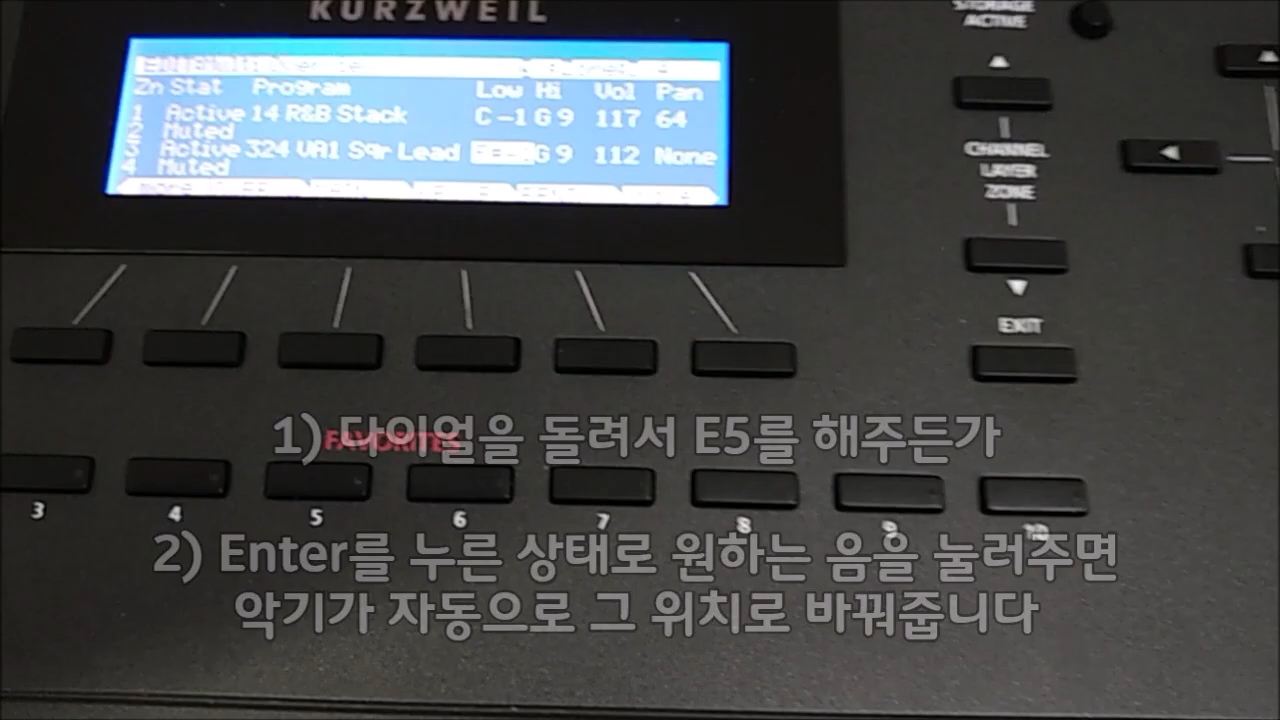 KURZWEIL
STORAGE
ACTIVE
Zn Stat Program Low Hi Vol Pan
1 Active 14 R&B Stack C -1 G 9 117 64
2 Muted
3 Active 324 VA1 Sqr Lead G 9 112 None
4 Muted
CHANNEL
LAYER
ZONE
EXIT
FAVORITES
1) 다이얼을 돌려서 E5를 해주든가
3 4 5 6 7 8 9 10
2) Enter를 누른 상태로 원하는 음을 눌러주면
악기가 자동으로 그 위치로 바꿔줍니다